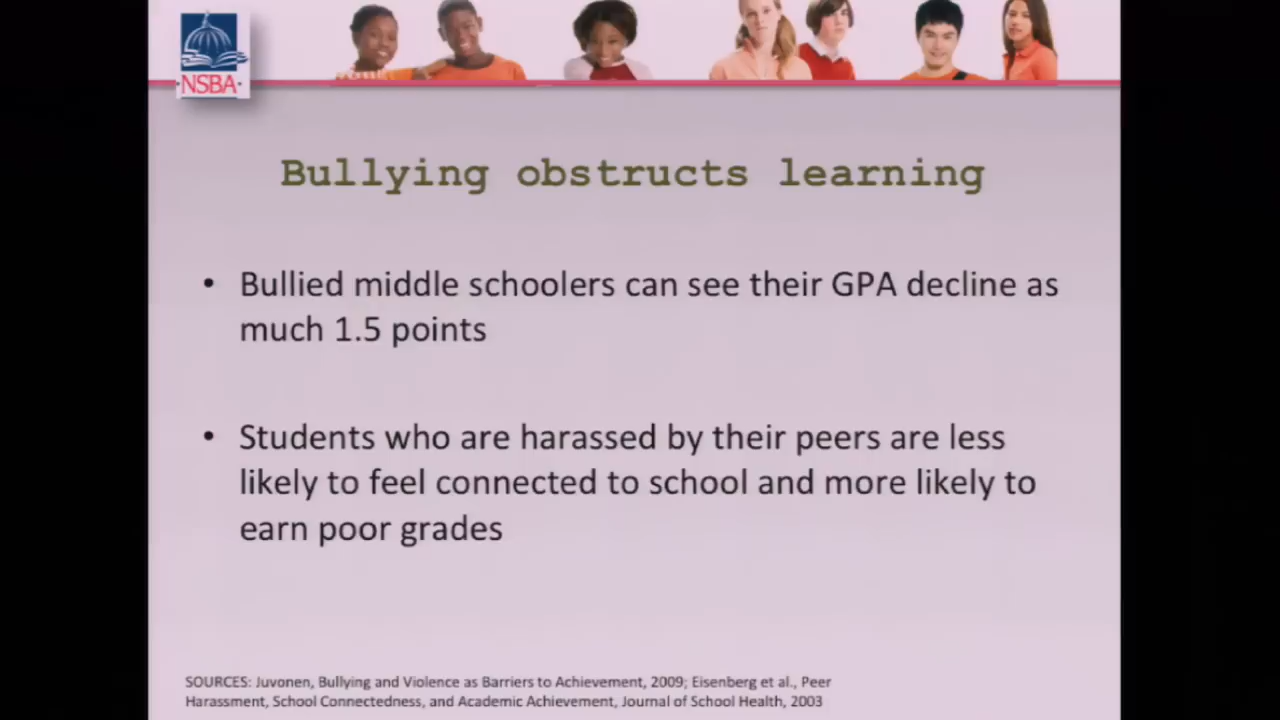 NSBA
Bullying obstructs learning
• Bullied middle schoolers can see their GPA decline as
much 1.5 points
• Students who are harassed by their peers are less
likely to feel connected to school and more likely to
earn poor grades
SOURCES: Juvonen, Bullying and Violence as Barriers to Achievement, 2009; Eisenberg et al., Peer
Harassment, School Connectedness, and Academic Achievement, Journal of School Health, 2003